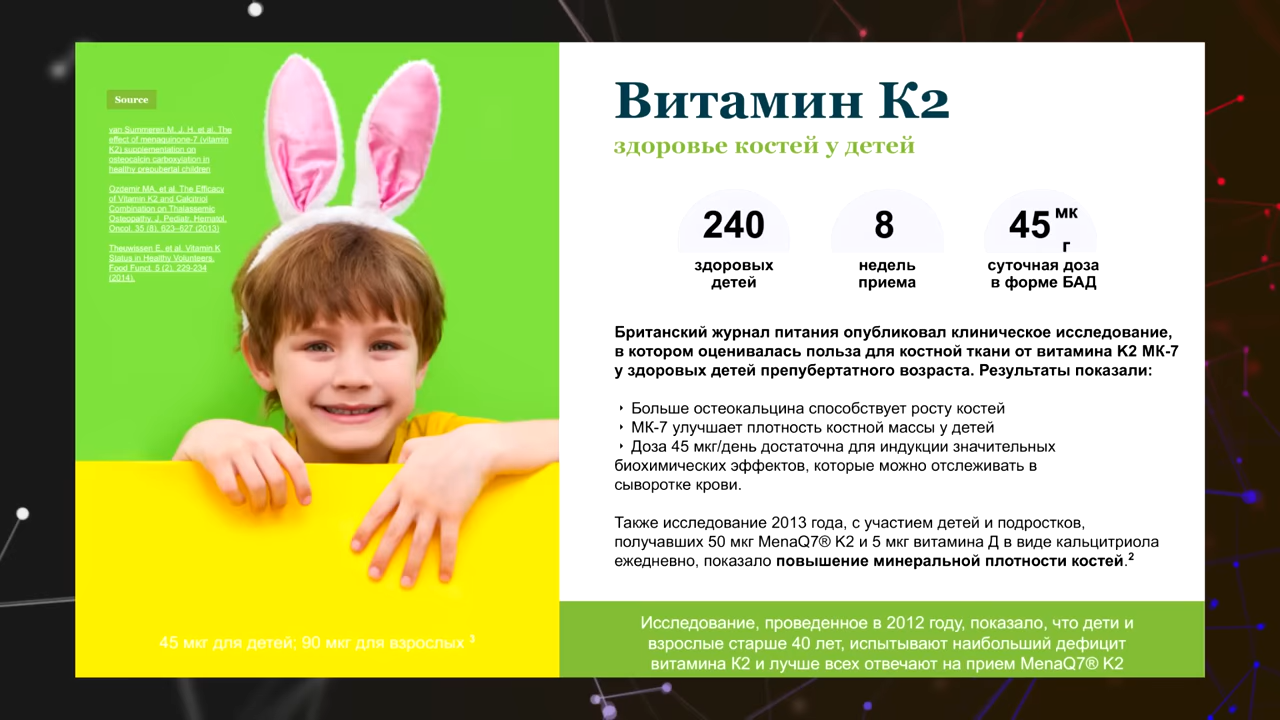 Source
van Summeren M. J. H. et al. The
effect of menaquinone-7 (vitamin
K2) supplementation on
osteocalcin carboxylation in
healthy prepubertal children
Ozdemir MA, et al. The Efficacy
of Vitamin K2 and Calcitriol
Combination on Thalassemic
Osteopathy. J. Pediatr. Hematol.
Oncol. 35 (8), 623–627 (2013)
Theuwissen E. et al. Vitamin K
Status in Healthy Volunteers.
Food Funct. 5 (2), 229-234
(2014).
45 мкг для детей; 90 мкг для взрослых ³
Витамин К2
здоровье костей у детей
240
здоровых
детей
8
недель
приема
45 мк
г
суточная доза
в форме БАД
Британский журнал питания опубликовал клиническое исследование,
в котором оценивалась польза для костной ткани от витамина К2 МК-7
у здоровых детей препубертатного возраста. Результаты показали:
‣ Больше остеокальцина способствует росту костей
‣ МК-7 улучшает плотность костной массы у детей
‣ Доза 45 мкг/день достаточна для индукции значительных
биохимических эффектов, которые можно отслеживать в
сыворотке крови.
Также исследование 2013 года, с участием детей и подростков,
получавших 50 мкг MenaQ7® K2 и 5 мкг витамина Д в виде кальцитриола
ежедневно, показало повышение минеральной плотности костей.²
Исследование, проведенное в 2012 году, показало, что дети и
взрослые старше 40 лет, испытывают наибольший дефицит
витамина К2 и лучше всех отвечают на прием MenaQ7® K2